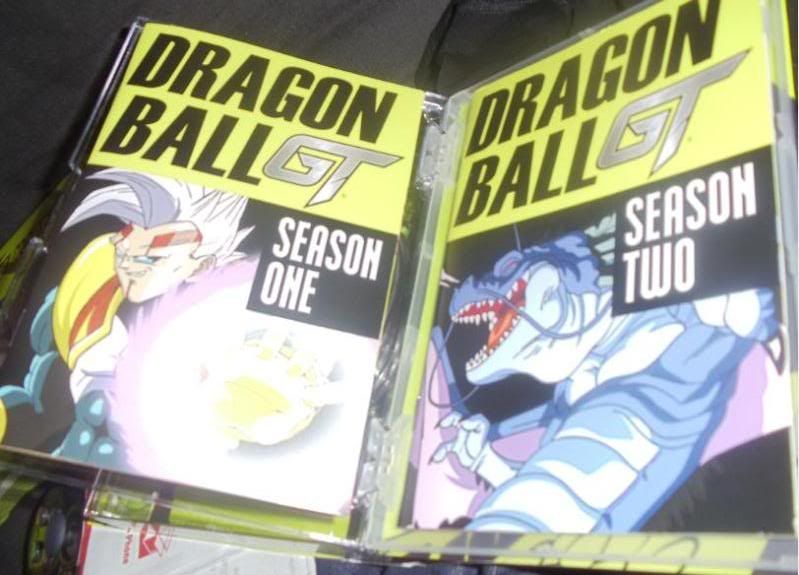 DRAGON
BALL GT
SEASON
ONE
DRAGON
BALL GT
SEASON
TWO